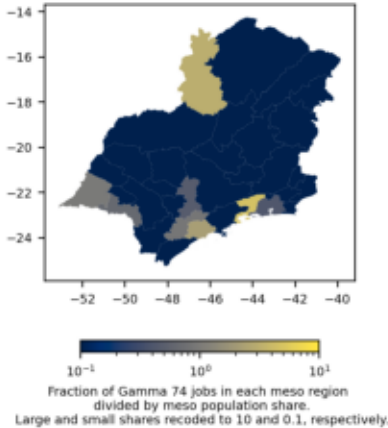 −14
−16
−18
−20
−22
−24
−52 −50 −48 −46 −44 −42 −40
10⁻¹ 10⁰ 10¹
Fraction of Gamma 74 jobs in each meso region
divided by meso population share.
Large and small shares recoded to 10 and 0.1, respectively.